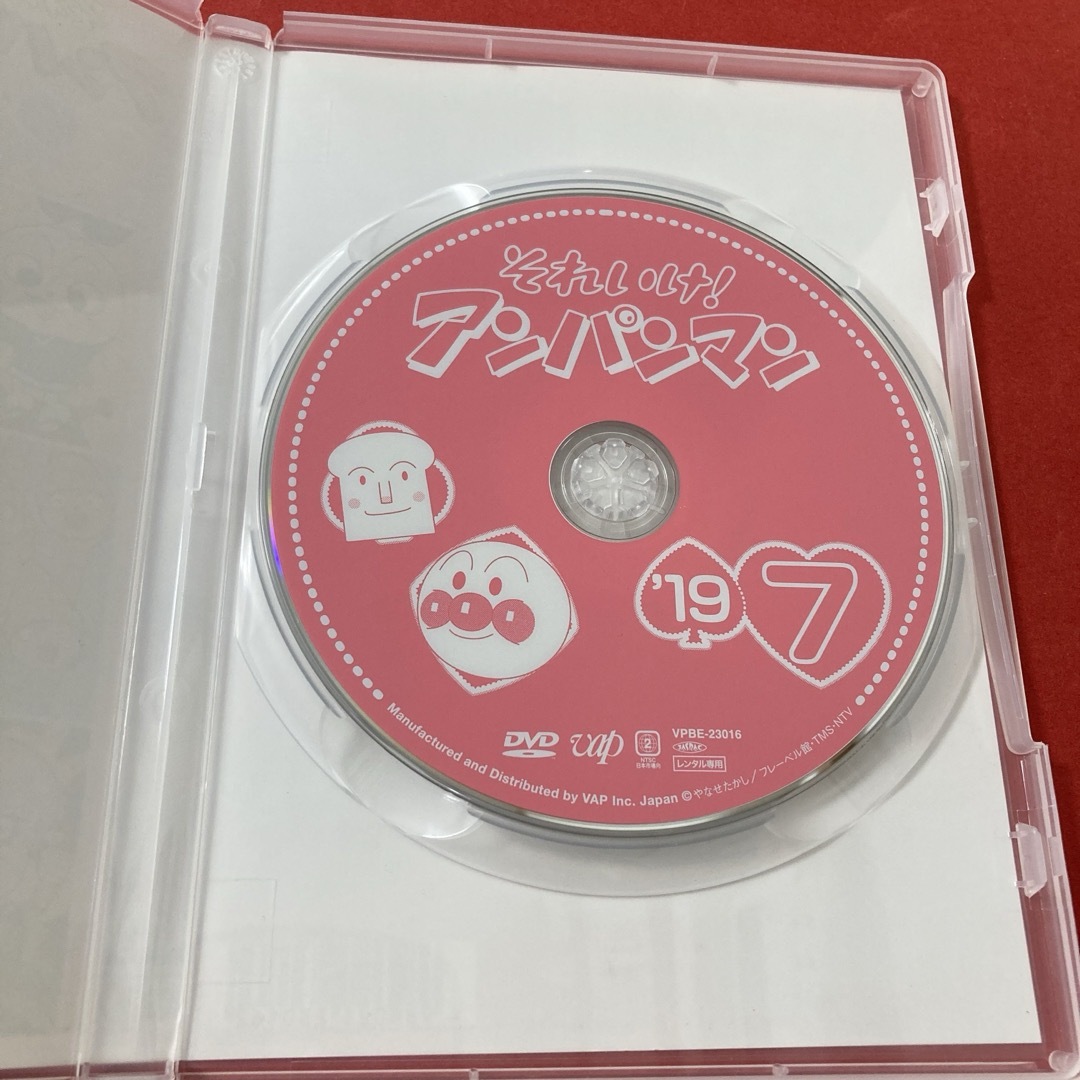 それいけ!
アンパンマン
'19 7
DVD vap 2 VPBE-23016
NTSC
日本市場向
レンタル専用
Manufactured and Distributed by VAP Inc. Japan ©やなせたかし/フレーベル館・TMS・NTV